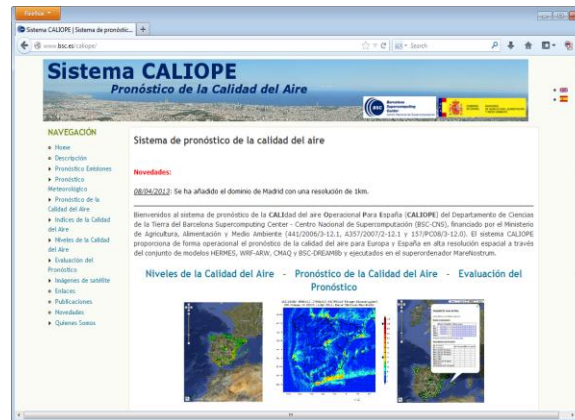 Firefox
Sistema CALIOPE | Sistema de pronóstic...
www.bsc.es/caliope/
Search
Sistema CALIOPE
Pronóstico de la Calidad del Aire
BSC
Barcelona
Supercomputing
Center
NAVEGACIÓN
Home
Descripción
Pronóstico Emisiones
Pronóstico
Meteorológico
Pronóstico de la
Calidad del Aire
Indices de la Calidad
del Aire
Niveles de la Calidad
del Aire
Evaluación del
Pronóstico
Imágenes de satélite
Enlaces
Publicaciones
Novedades
Quienes Somos
Sistema de pronóstico de la calidad del aire
Novedades:
08/04/2013: Se ha añadido el dominio de Madrid con una resolución de 1km.
Bienvenidos al sistema de pronóstico de la CALIdad del aire Operacional Para España (CALIOPE) del Departamento de Ciencias
de la Tierra del Barcelona Supercomputing Center - Centro Nacional de Supercomputación (BSC-CNS), financiado por el Ministerio
de Agricultura, Alimentación y Medio Ambiente (441/2006/3-12.1, A357/2007/2-12.1 y 157/PC08/3-12.0). El sistema CALIOPE
proporciona de forma operacional el pronóstico de la calidad del aire para Europa y España en alta resolución espacial a través
del conjunto de modelos HERMES, WRF-ARW, CMAQ y BSC-DREAM8b y ejecutados en el superordenador MareNostrum.
Niveles de la Calidad del Aire - Pronóstico de la Calidad del Aire - Evaluación del
Pronóstico